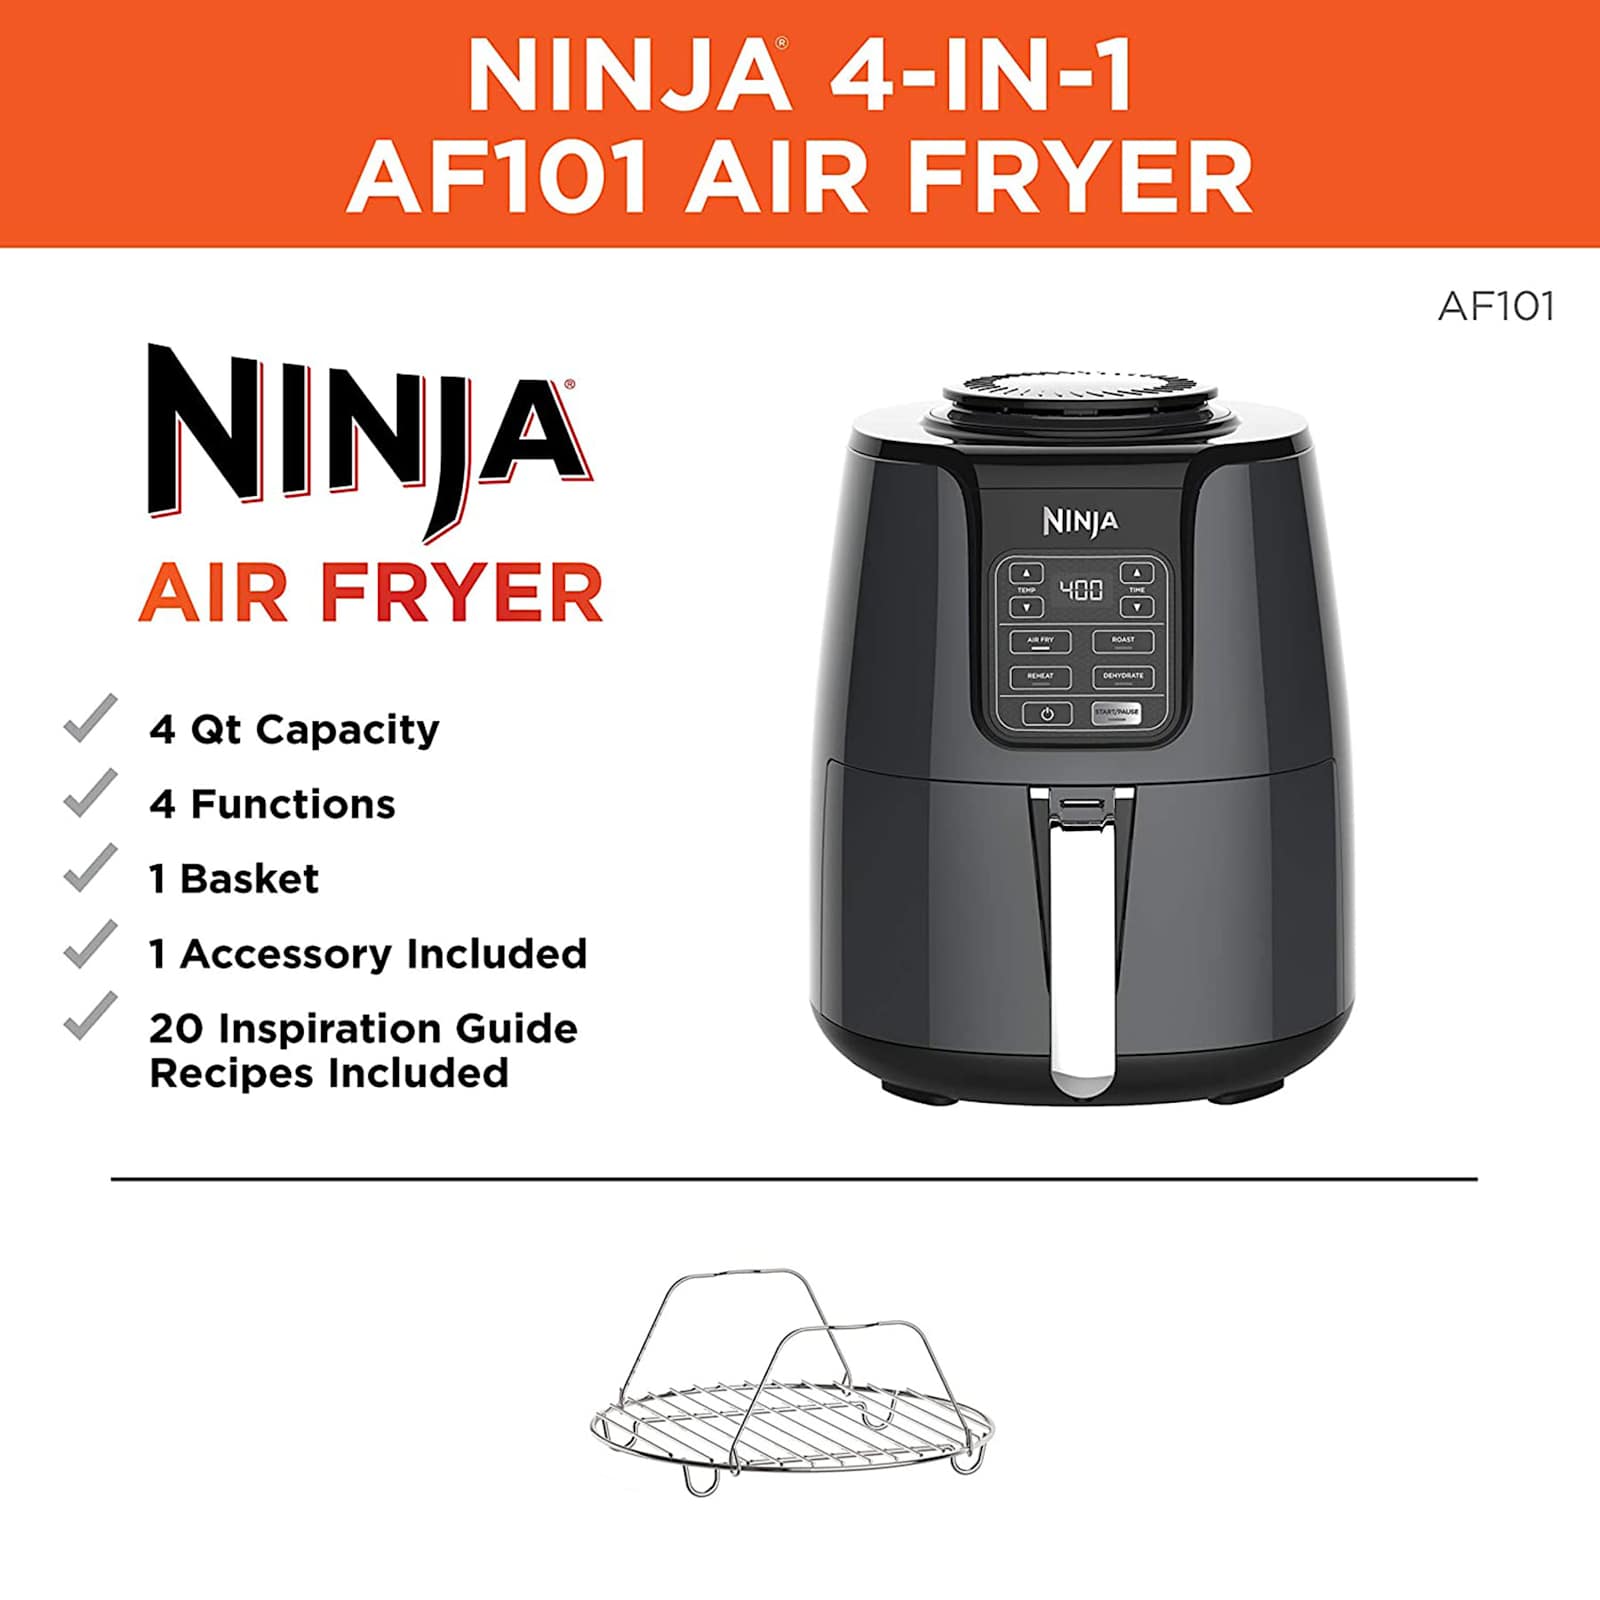 NINJA® 4-IN-1
AF101 AIR FRYER
AF101
NINJA®
AIR FRYER
4 Qt Capacity
4 Functions
1 Basket
1 Accessory Included
20 Inspiration Guide
Recipes Included
NINJA
TEMP 400 TIME
AIR FRY ROAST
REHEAT DEHYDRATE
START/PAUSE